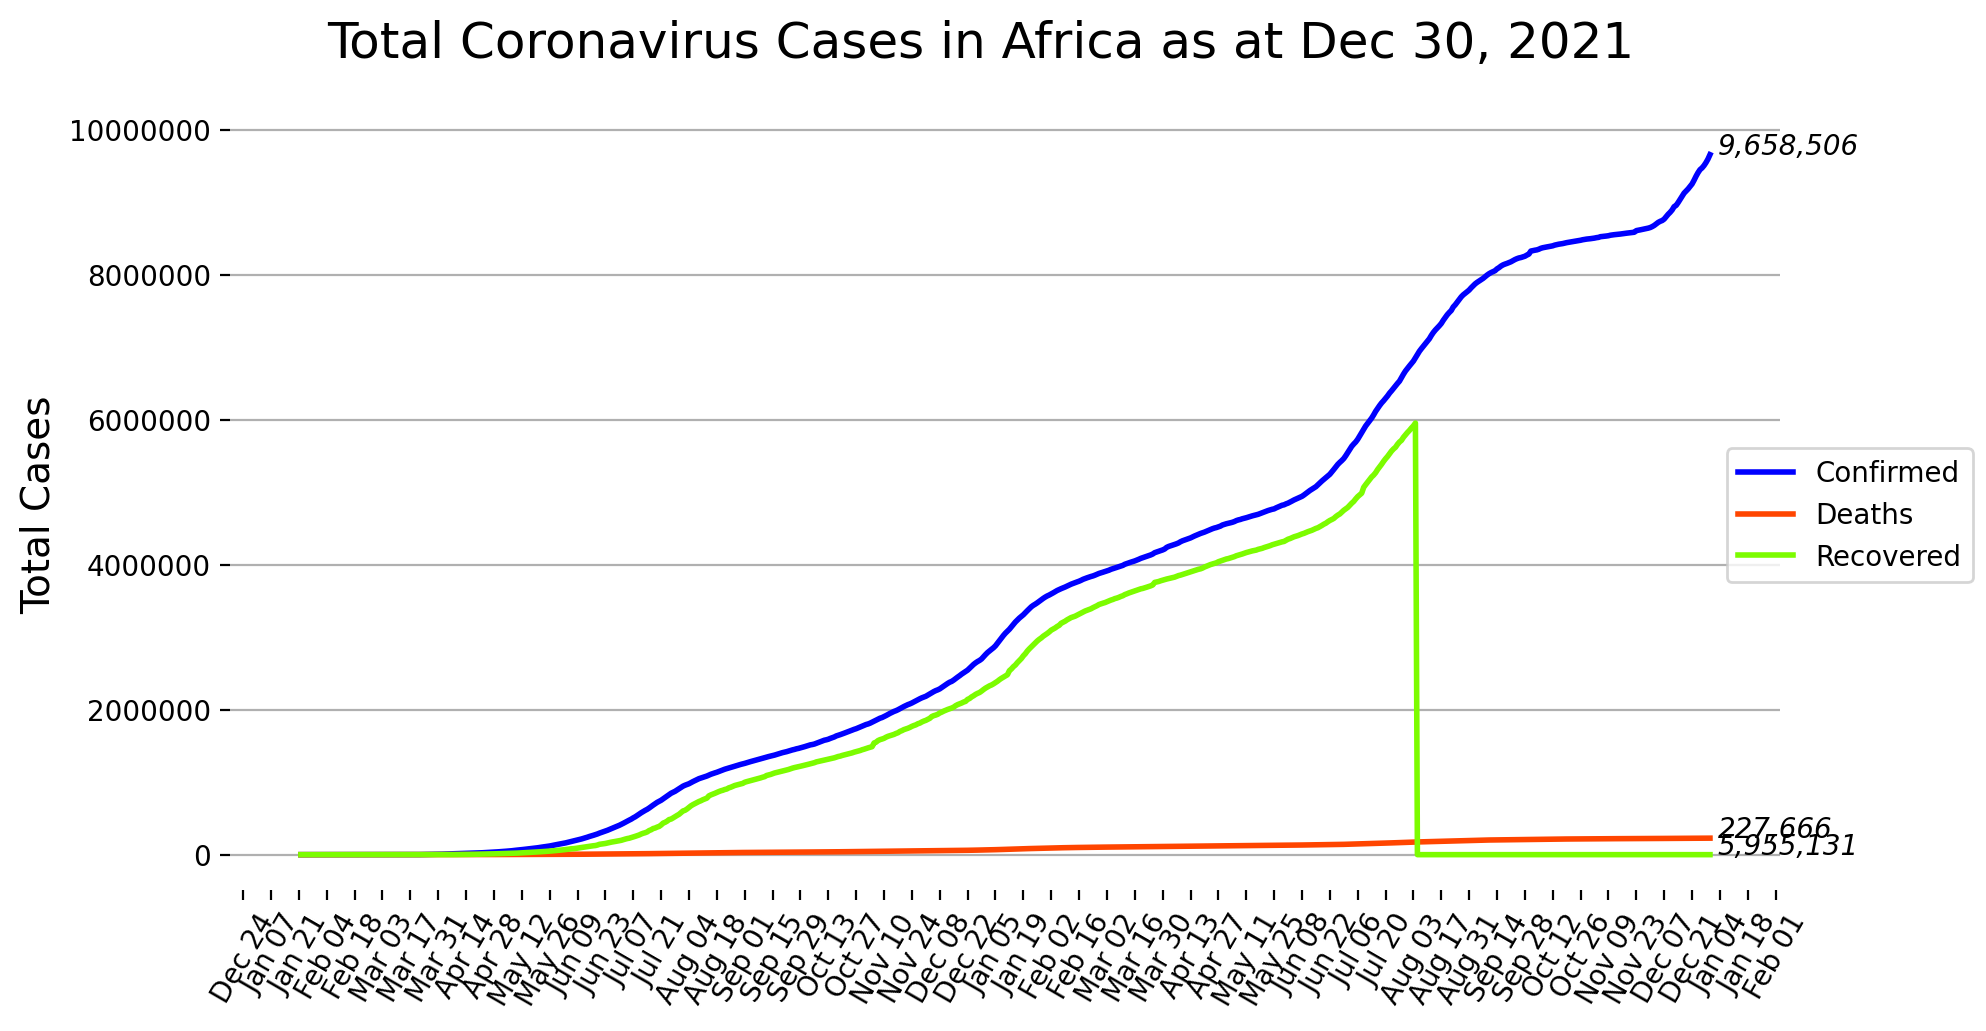 Total Coronavirus Cases in Africa as at Dec 30, 2021
Total Cases
10000000
8000000
6000000
4000000
2000000
0
9,658,506
227,666
5,955,131
Confirmed
Deaths
Recovered
Dec 24
Jan 07
Jan 21
Feb 04
Feb 18
Mar 03
Mar 17
Mar 31
Apr 14
Apr 28
May 12
May 26
Jun 09
Jun 23
Jul 07
Jul 21
Aug 04
Aug 18
Sep 01
Sep 15
Sep 29
Oct 13
Oct 27
Nov 10
Nov 24
Dec 08
Dec 22
Jan 05
Jan 19
Feb 02
Feb 16
Mar 02
Mar 16
Mar 30
Apr 13
Apr 27
May 11
May 25
Jun 08
Jun 22
Jul 06
Jul 20
Aug 03
Aug 17
Aug 31
Sep 14
Sep 28
Oct 12
Oct 26
Nov 09
Nov 23
Dec 07
Dec 21
Jan 04
Jan 18
Feb 01